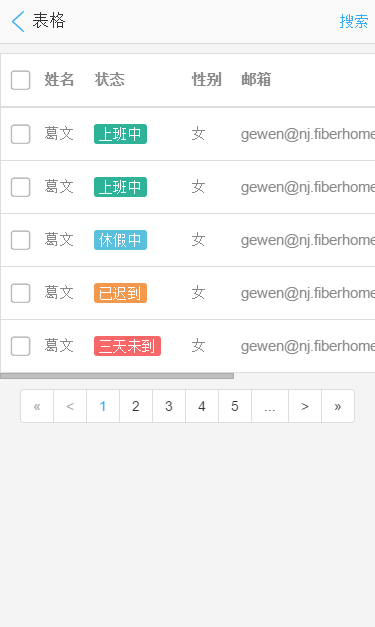 表格 搜索
姓名 状态 性别 邮箱
葛文 上班中 女 gewen@nj.fiberhome
葛文 上班中 女 gewen@nj.fiberhome
葛文 休假中 女 gewen@nj.fiberhome
葛文 已迟到 女 gewen@nj.fiberhome
葛文 三天未到 女 gewen@nj.fiberhome
« < 1 2 3 4 5 ... > »